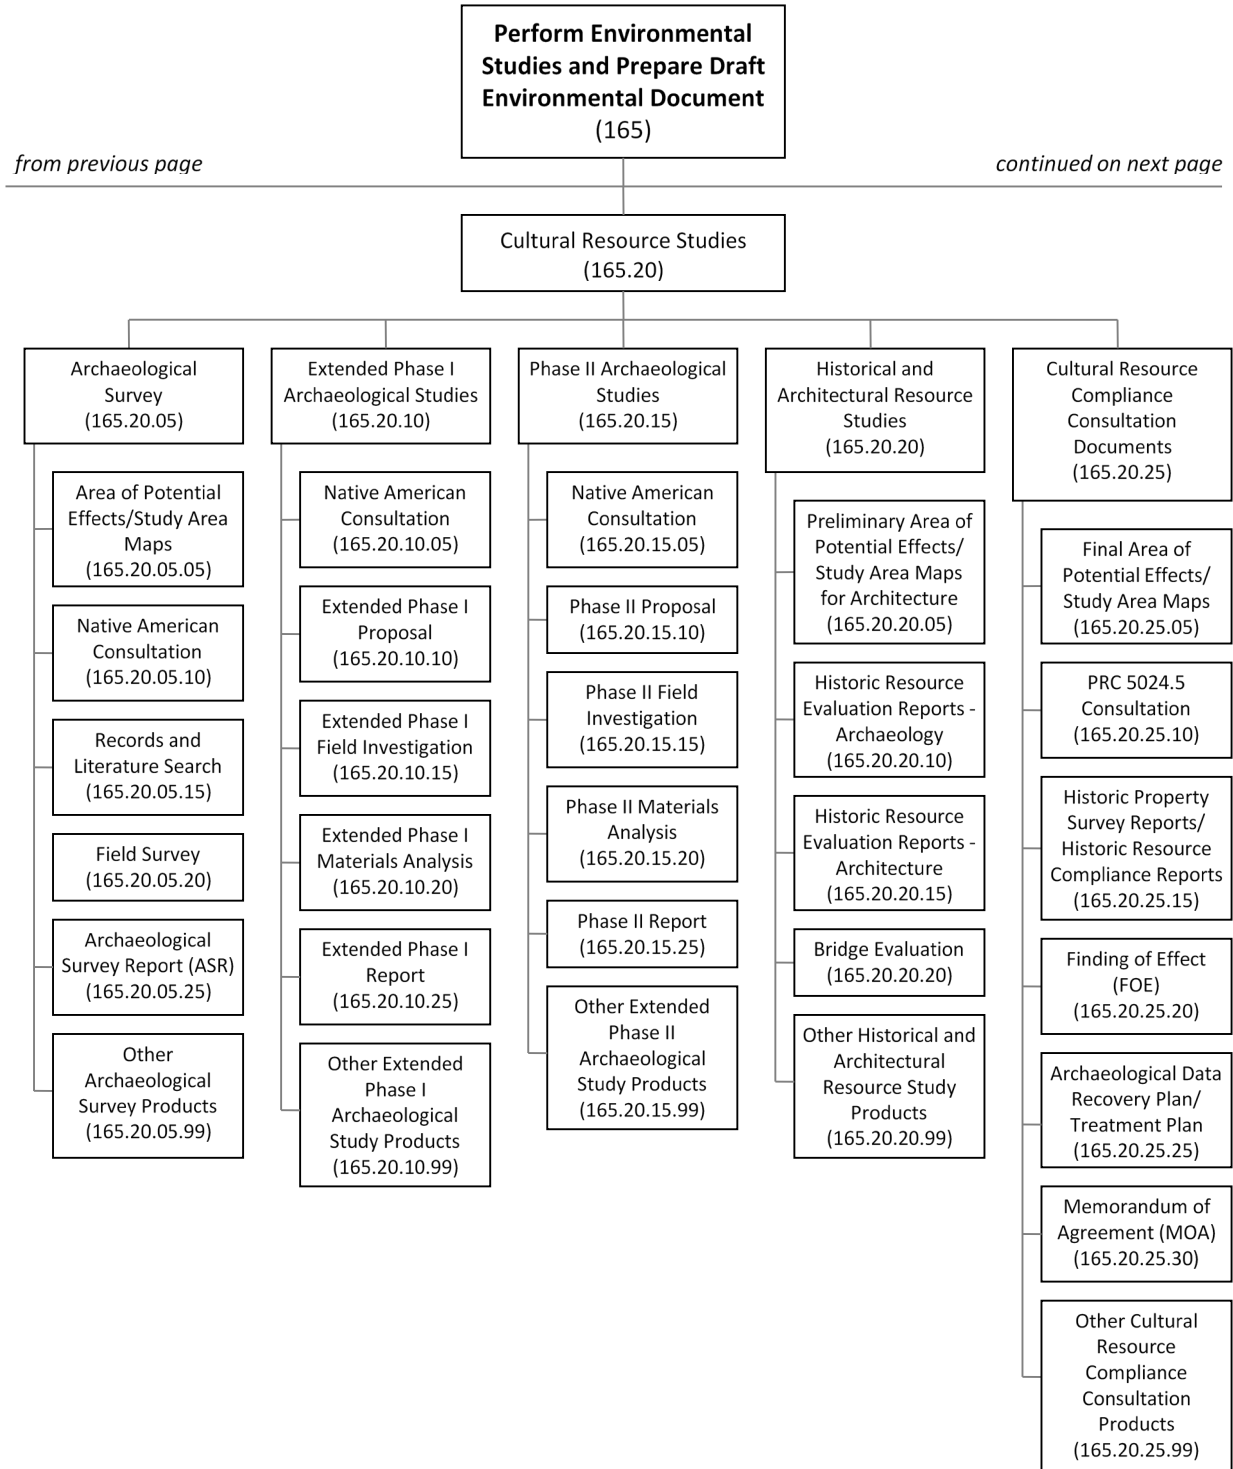 Perform Environmental
Studies and Prepare Draft
Environmental Document
(165)
from previous page
continued on next page
Cultural Resource Studies
(165.20)
Archaeological
Survey
(165.20.05)
Area of Potential
Effects/Study Area
Maps
(165.20.05.05)
Native American
Consultation
(165.20.05.10)
Records and
Literature Search
(165.20.05.15)
Field Survey
(165.20.05.20)
Archaeological
Survey Report (ASR)
(165.20.05.25)
Other
Archaeological
Survey Products
(165.20.05.99)
Extended Phase I
Archaeological Studies
(165.20.10)
Native American
Consultation
(165.20.10.05)
Extended Phase I
Proposal
(165.20.10.10)
Extended Phase I
Field Investigation
(165.20.10.15)
Extended Phase I
Materials Analysis
(165.20.10.20)
Extended Phase I
Report
(165.20.10.25)
Other Extended
Phase I
Archaeological
Study Products
(165.20.10.99)
Phase II Archaeological
Studies
(165.20.15)
Native American
Consultation
(165.20.15.05)
Phase II Proposal
(165.20.15.10)
Phase II Field
Investigation
(165.20.15.15)
Phase II Materials
Analysis
(165.20.15.20)
Phase II Report
(165.20.15.25)
Other Extended
Phase II
Archaeological
Study Products
(165.20.15.99)
Historical and
Architectural Resource
Studies
(165.20.20)
Preliminary Area of
Potential Effects/
Study Area Maps
for Architecture
(165.20.20.05)
Historic Resource
Evaluation Reports -
Archaeology
(165.20.20.10)
Historic Resource
Evaluation Reports -
Architecture
(165.20.20.15)
Bridge Evaluation
(165.20.20.20)
Other Historical and
Architectural
Resource Study
Products
(165.20.20.99)
Cultural Resource
Compliance
Consultation
Documents
(165.20.25)
Final Area of
Potential Effects/
Study Area Maps
(165.20.25.05)
PRC 5024.5
Consultation
(165.20.25.10)
Historic Property
Survey Reports/
Historic Resource
Compliance Reports
(165.20.25.15)
Finding of Effect
(FOE)
(165.20.25.20)
Archaeological Data
Recovery Plan/
Treatment Plan
(165.20.25.25)
Memorandum of
Agreement (MOA)
(165.20.25.30)
Other Cultural
Resource
Compliance
Consultation
Products
(165.20.25.99)